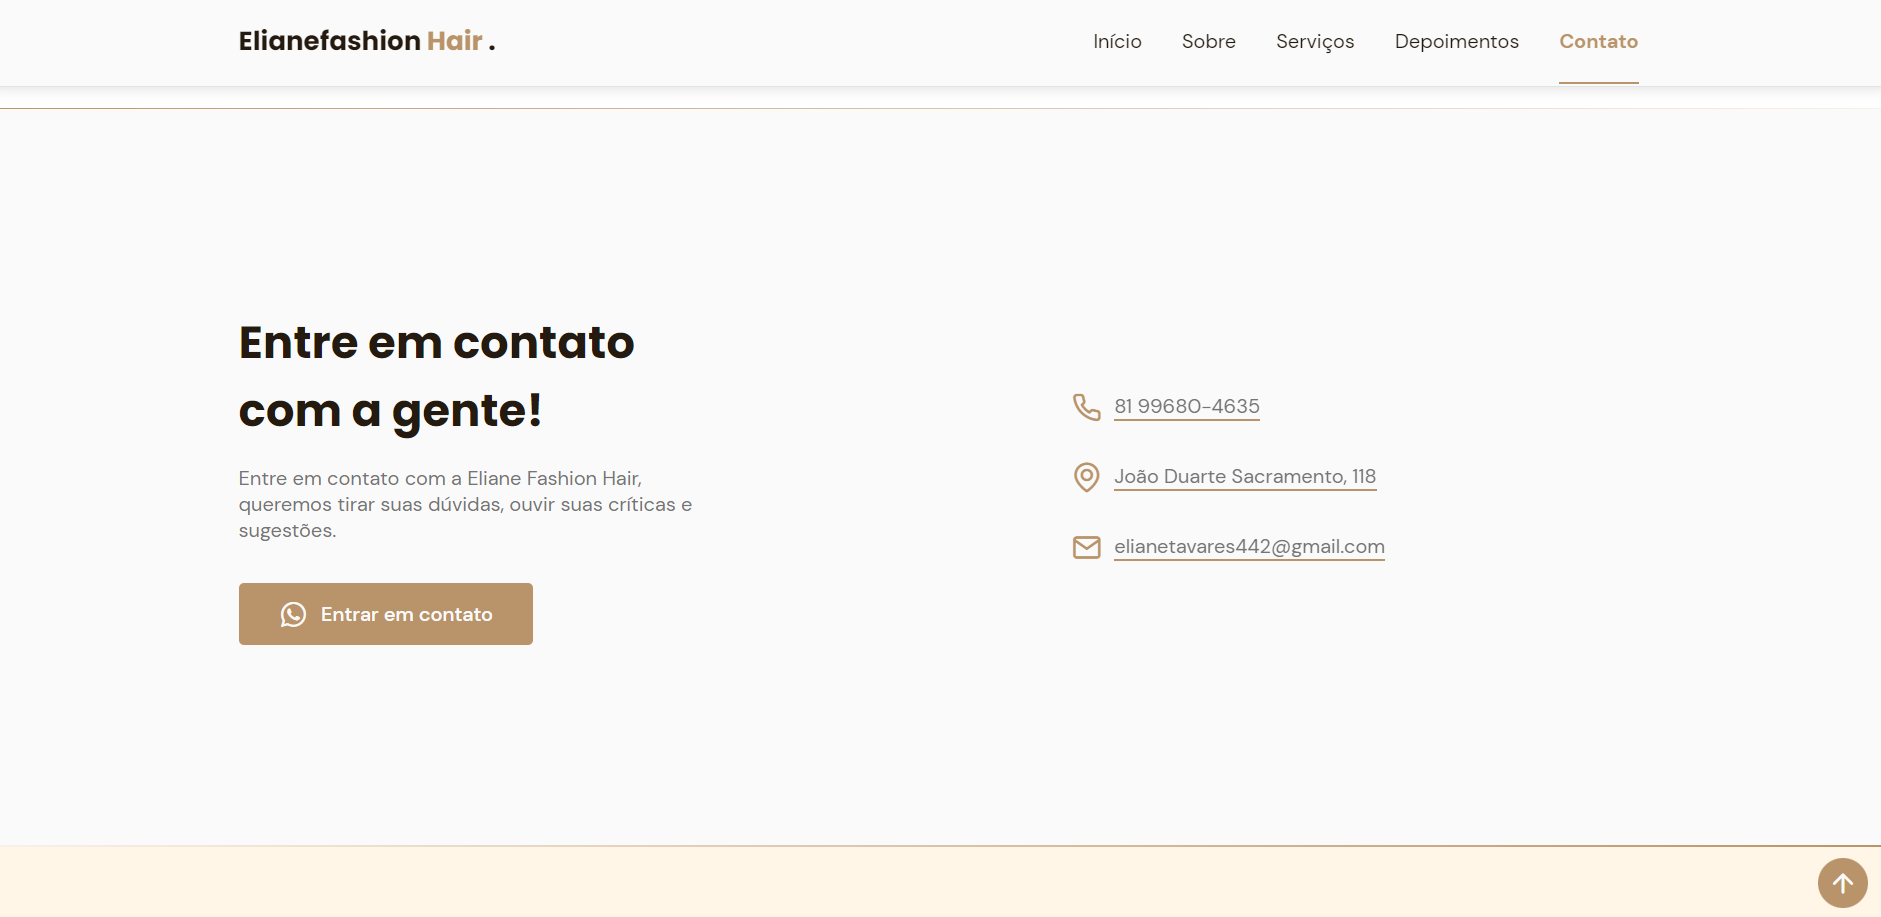 Elianefashion Hair .
Início Sobre Serviços Depoimentos Contato
Entre em contato
com a gente!
Entre em contato com a Eliane Fashion Hair,
queremos tirar suas dúvidas, ouvir suas críticas e
sugestões.
Entrar em contato
81 99680-4635
João Duarte Sacramento, 118
elianetavares442@gmail.com